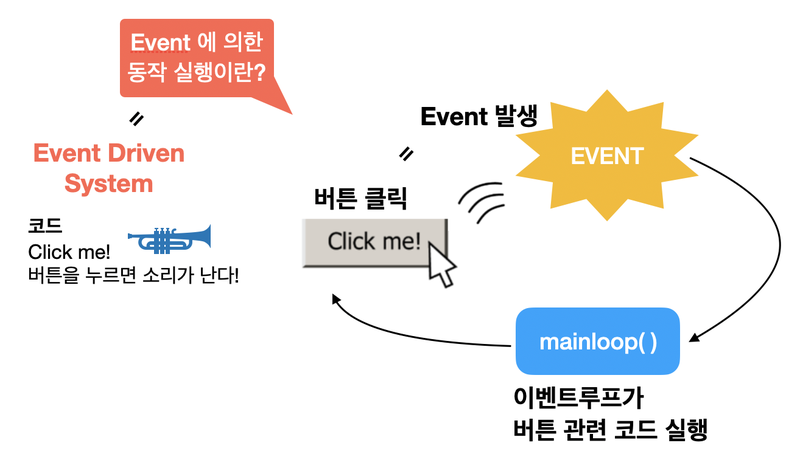 Event 에 의한
동작 실행이란?
Event Driven
System
코드
Click me!
버튼을 누르면 소리가 난다!
Event 발생
EVENT
버튼 클릭
Click me!
mainloop( )
이벤트루프가
버튼 관련 코드 실행